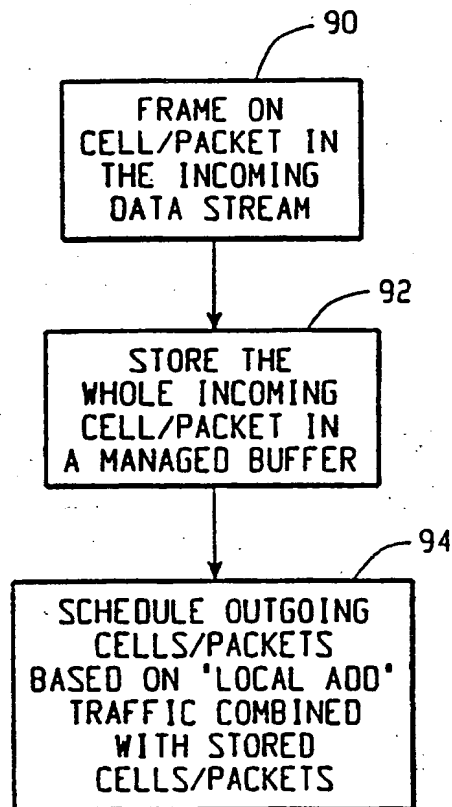 90
FRAME ON
CELL/PACKET IN
THE INCOMING
DATA STREAM
92
STORE THE
WHOLE INCOMING
CELL/PACKET IN
A MANAGED BUFFER
94
SCHEDULE OUTGOING
CELLS/PACKETS
BASED ON 'LOCAL ADD'
TRAFFIC COMBINED
WITH STORED
CELLS/PACKETS